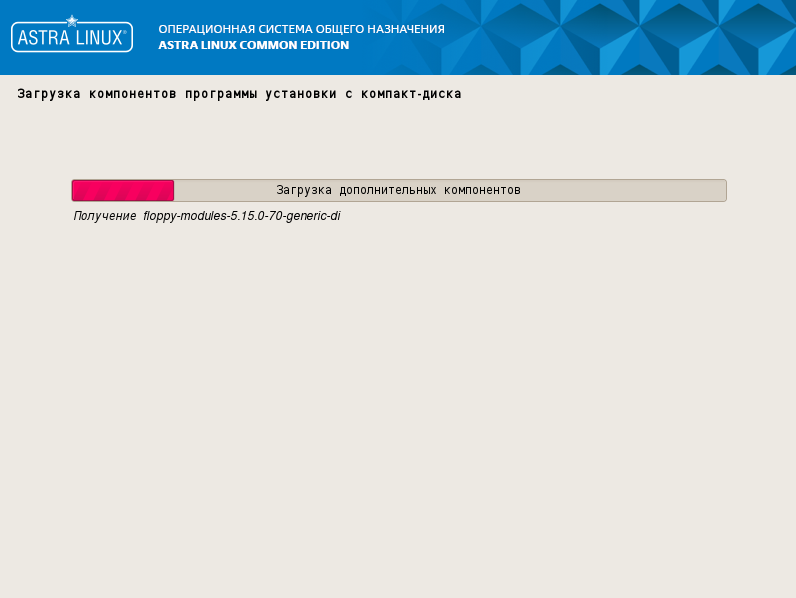 ASTRA LINUX®
ОПЕРАЦИОННАЯ СИСТЕМА ОБЩЕГО НАЗНАЧЕНИЯ
ASTRA LINUX COMMON EDITION
Загрузка компонентов программы установки с компакт-диска
Загрузка дополнительных компонентов
Получение floppy-modules-5.15.0-70-generic-di